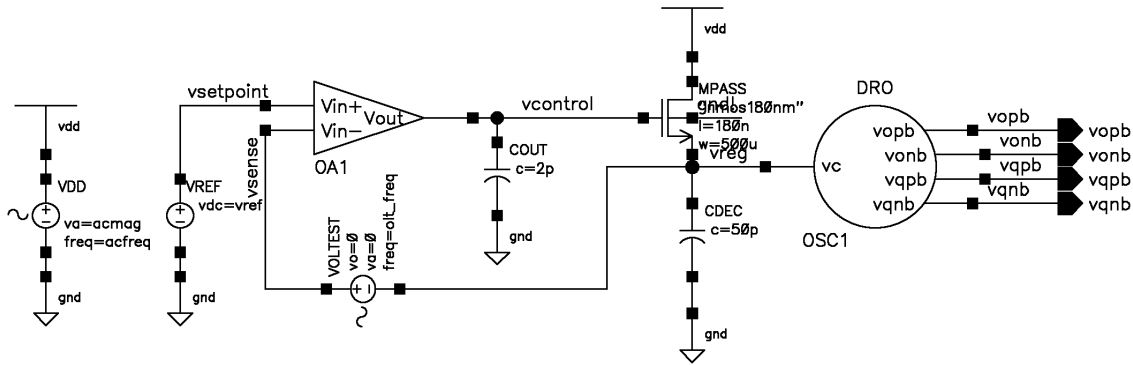 vdd
VDD
va=acmag
freq=acfreq
gnd
vsetpoint
VREF
vdc=vref
gnd
vsense
Vin+
Vin-
Vout
OA1
VOLTEST
vo=0
va=0
freq=olt_freq
vcontrol
COUT
c=2p
gnd
vdd
MPASS
gnd!
"nmos180nm"
l=180n
w=500u
vreg
CDEC
c=50p
gnd
DRO
vc
vopb
vonb
vqpb
vqnb
OSC1
vopb
vonb
vqpb
vqnb
vopb
vonb
vqpb
vqnb